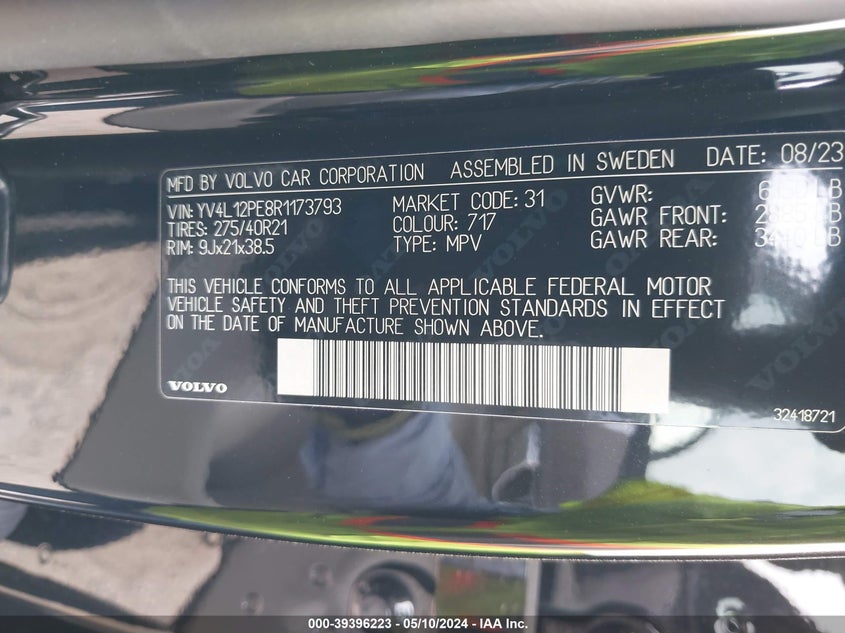 MFD BY VOLVO CAR CORPORATION ASSEMBLED IN SWEDEN DATE: 08/23
VIN: YV4L12PE8R1173793 MARKET CODE: 31 GVWR: LB
TIRES: 275/40R21 COLOUR: 717 GAWR FRONT: LB
RIM: 9Jx21x38.5 TYPE: MPV GAWR REAR: LB
THIS VEHICLE CONFORMS TO ALL APPLICABLE FEDERAL MOTOR
VEHICLE SAFETY AND THEFT PREVENTION STANDARDS IN EFFECT
ON THE DATE OF MANUFACTURE SHOWN ABOVE.
VOLVO
32418721
000-39396223 — 05/10/2024 — IAA Inc.